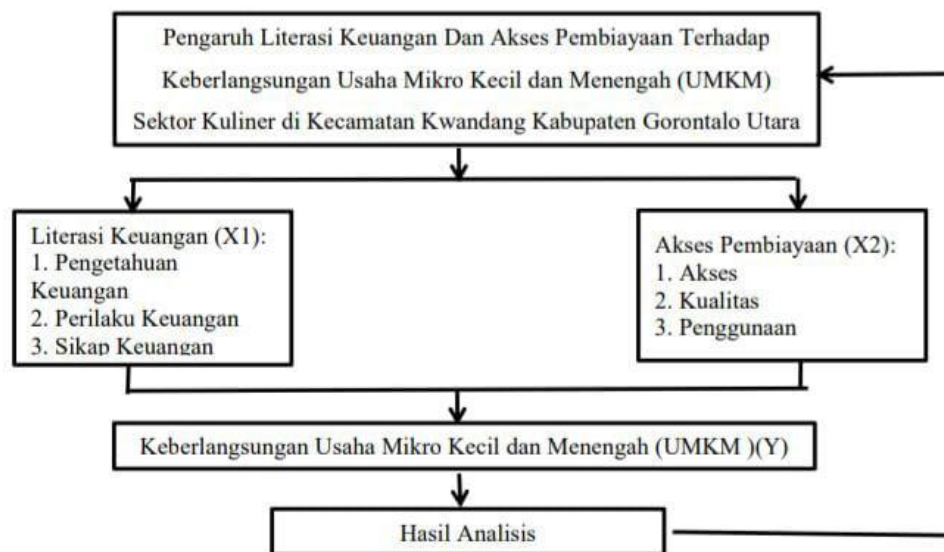 Pengaruh Literasi Keuangan Dan Akses Pembiayaan Terhadap
Keberlangsungan Usaha Mikro Kecil dan Menengah (UMKM)
Sektor Kuliner di Kecamatan Kwandang Kabupaten Gorontalo Utara
Literasi Keuangan (X1):
1. Pengetahuan
Keuangan
2. Perilaku Keuangan
3. Sikap Keuangan
Akses Pembiayaan (X2):
1. Akses
2. Kualitas
3. Penggunaan
Keberlangsungan Usaha Mikro Kecil dan Menengah (UMKM )(Y)
Hasil Analisis